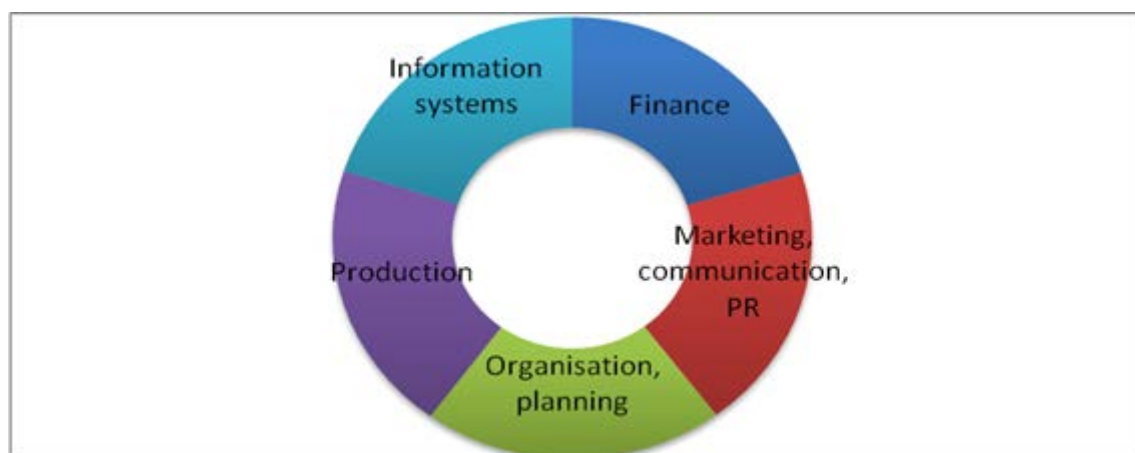 Information
systems
Finance
Marketing,
communication,
PR
Production
Organisation,
planning